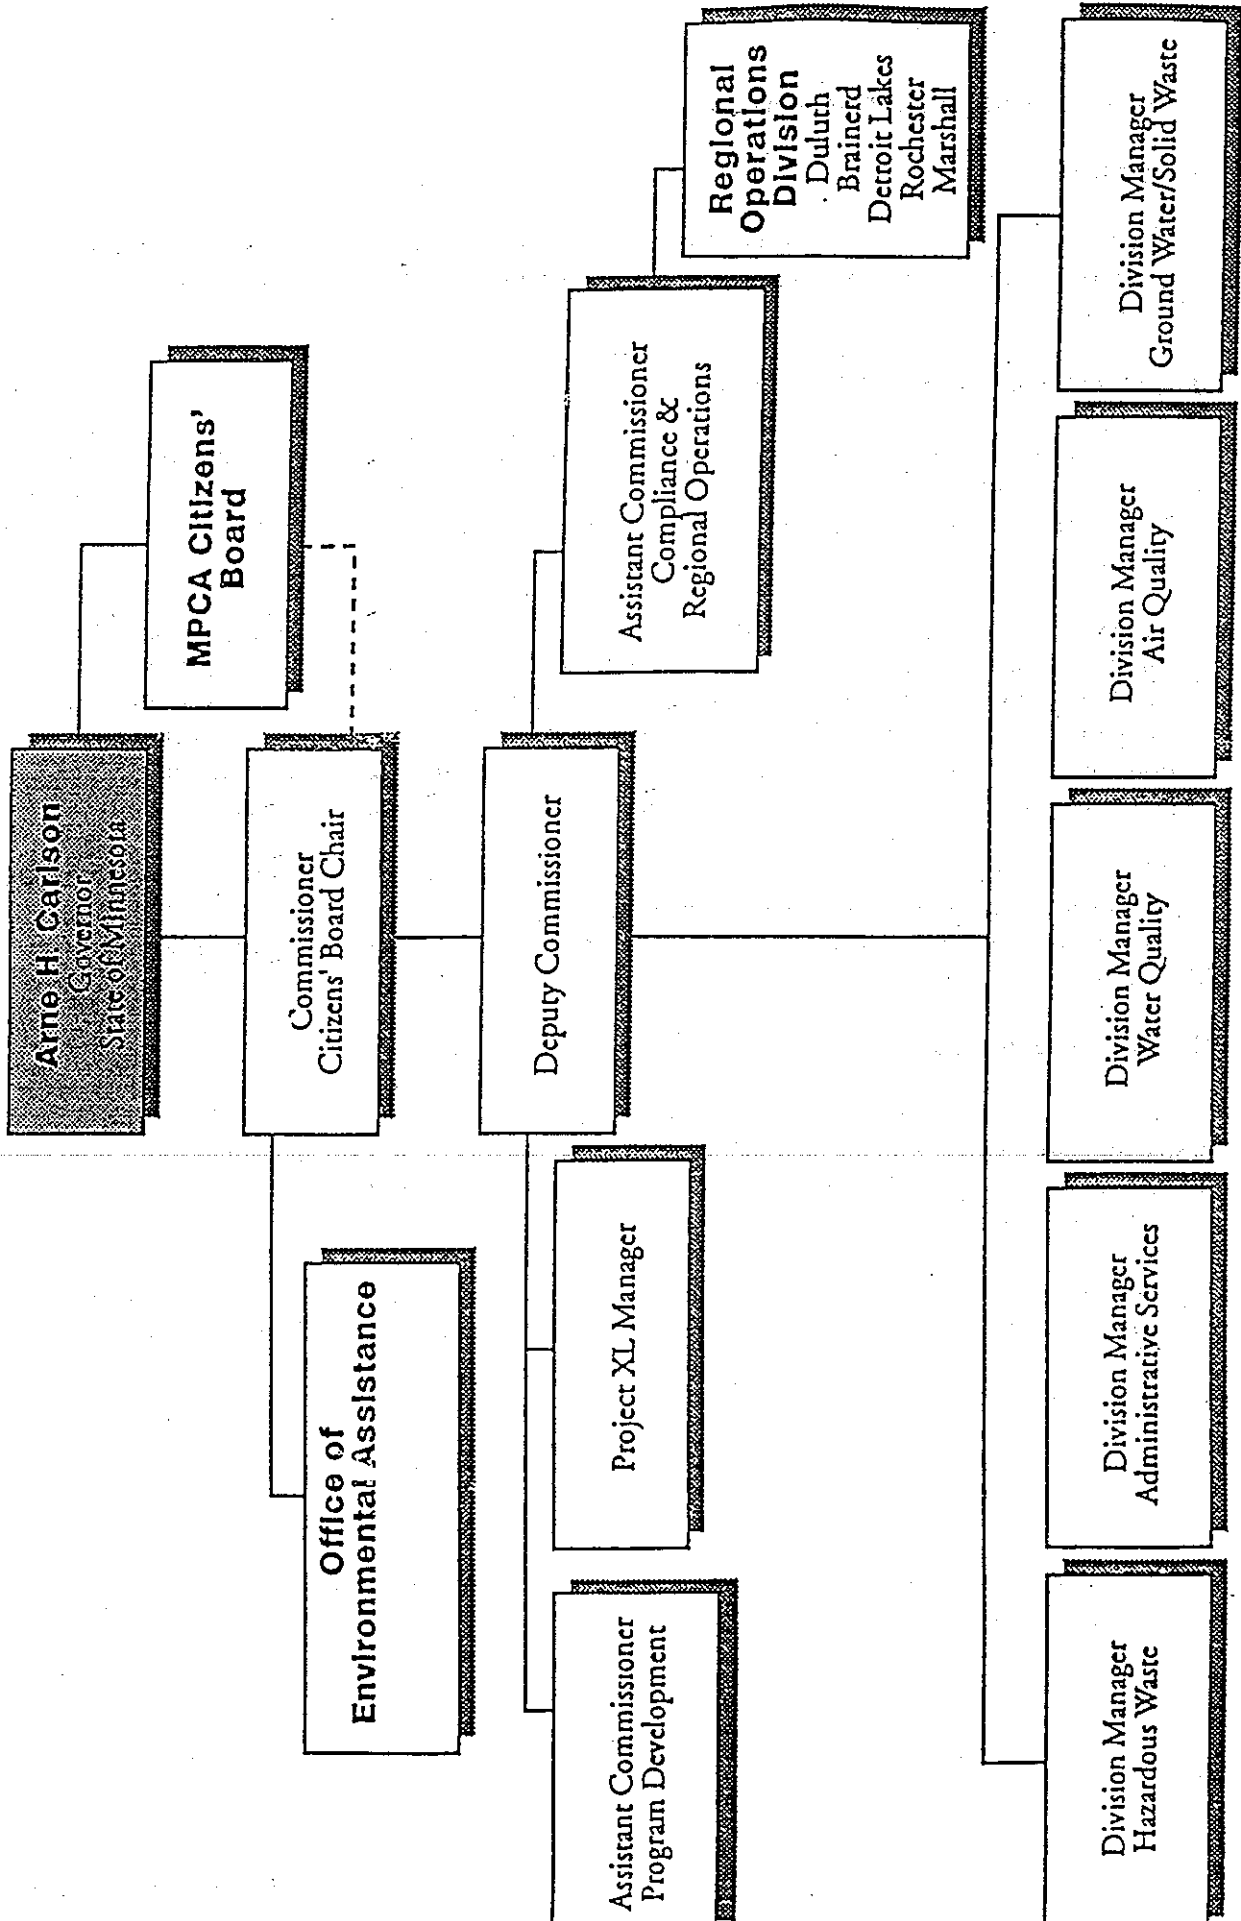 Arne H. Carlson
Governor
State of Minnesota
MPCA Citizens'
Board
Commissioner
Citizens' Board Chair
Office of
Environmental Assistance
Deputy Commissioner
Assistant Commissioner
Program Development
Project XL Manager
Assistant Commissioner
Compliance &
Regional Operations
Regional
Operations
Division
Duluth
Brainerd
Detroit Lakes
Rochester
Marshall
Division Manager
Hazardous Waste
Division Manager
Administrative Services
Division Manager
Water Quality
Division Manager
Air Quality
Division Manager
Ground Water/Solid Waste